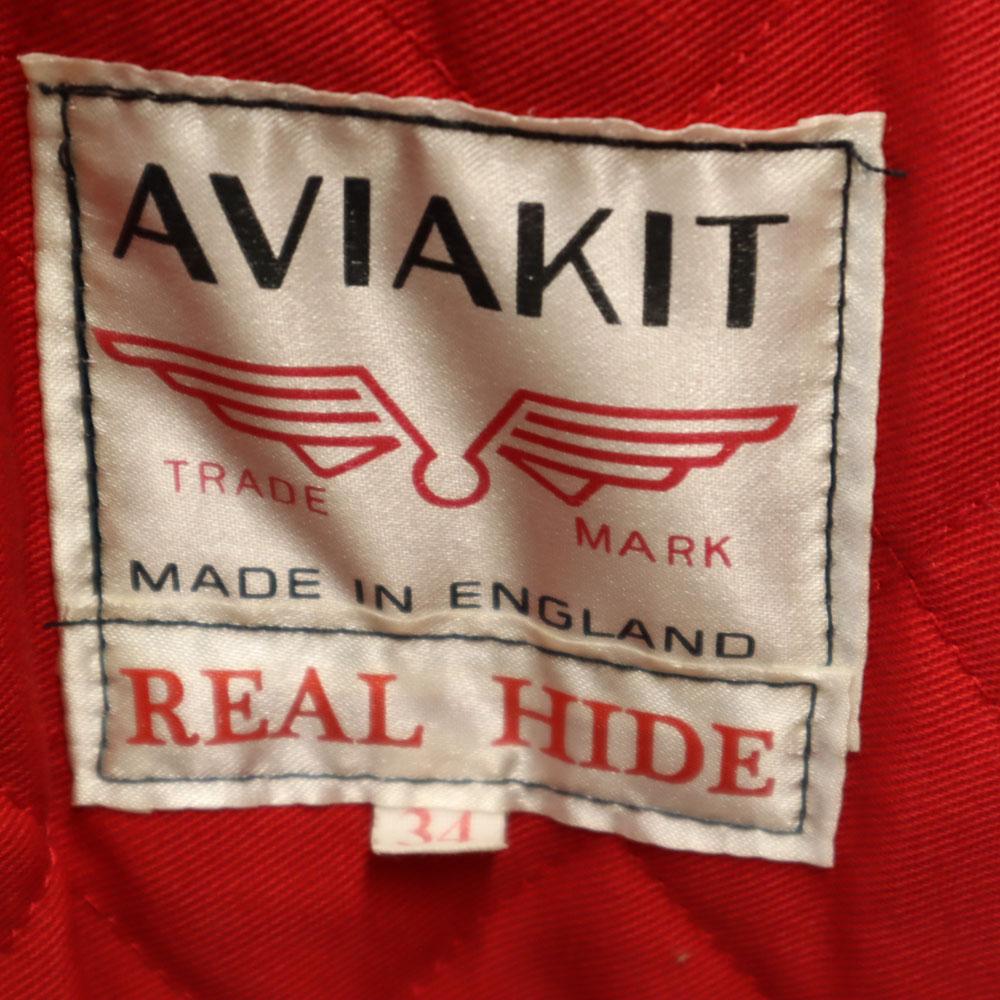 AVIAKIT
TRADE
MARK
MADE IN ENGLAND
REAL HIDE
34